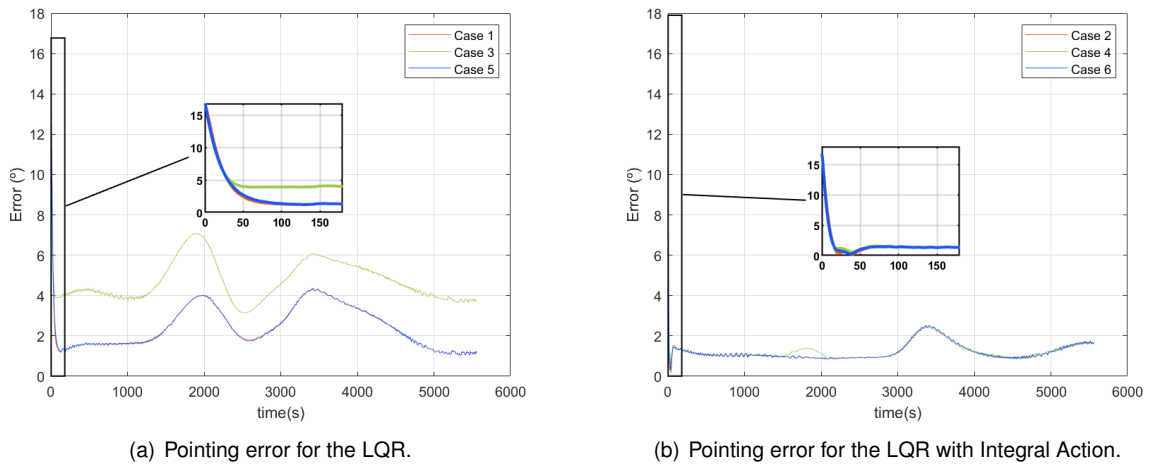 18
16
14
12
10
8
6
4
2
0
Error (º)
Case 1
Case 3
Case 5
15
10
5
0
0 50 100 150
0 1000 2000 3000 4000 5000 6000
time(s)
(a) Pointing error for the LQR.
18
16
14
12
10
8
6
4
2
0
Error (º)
Case 2
Case 4
Case 6
15
10
5
0
0 50 100 150
0 1000 2000 3000 4000 5000 6000
time(s)
(b) Pointing error for the LQR with Integral Action.